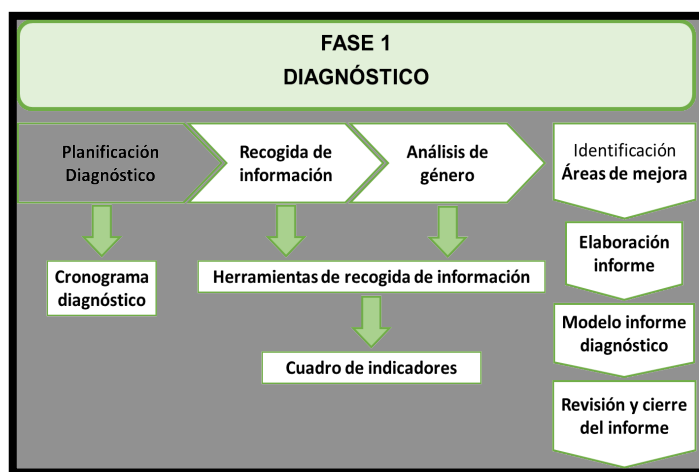 FASE 1
DIAGNÓSTICO
Planificación
Diagnóstico
Recogida de
información
Análisis de
género
Identificación
Áreas de mejora
Cronograma
diagnóstico
Herramientas de recogida de información
Cuadro de indicadores
Elaboración
informe
Modelo informe
diagnóstico
Revisión y cierre
del informe